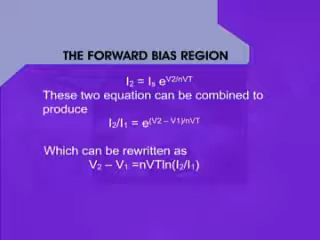 THE FORWARD BIAS REGION
I₂ = Iₛ e^V2/nVT
These two equation can be combined to
produce
I₂/I₁ = e^(V2 – V1)/nVT
Which can be rewritten as
V₂ – V₁ =nVTln(I₂/I₁)